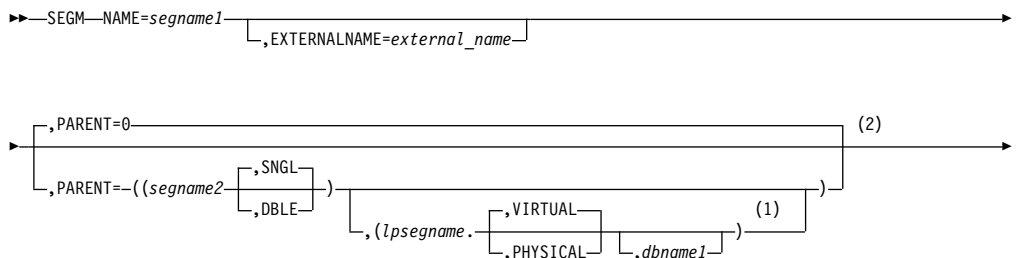 SEGM NAME=segname1
,EXTERNALNAME=external_name
,PARENT=0 (2)
,PARENT= ((segname2 ,SNGL ) )
,DBLE
,(lpsegname. ,VIRTUAL ) (1)
,PHYSICAL ,dbname1